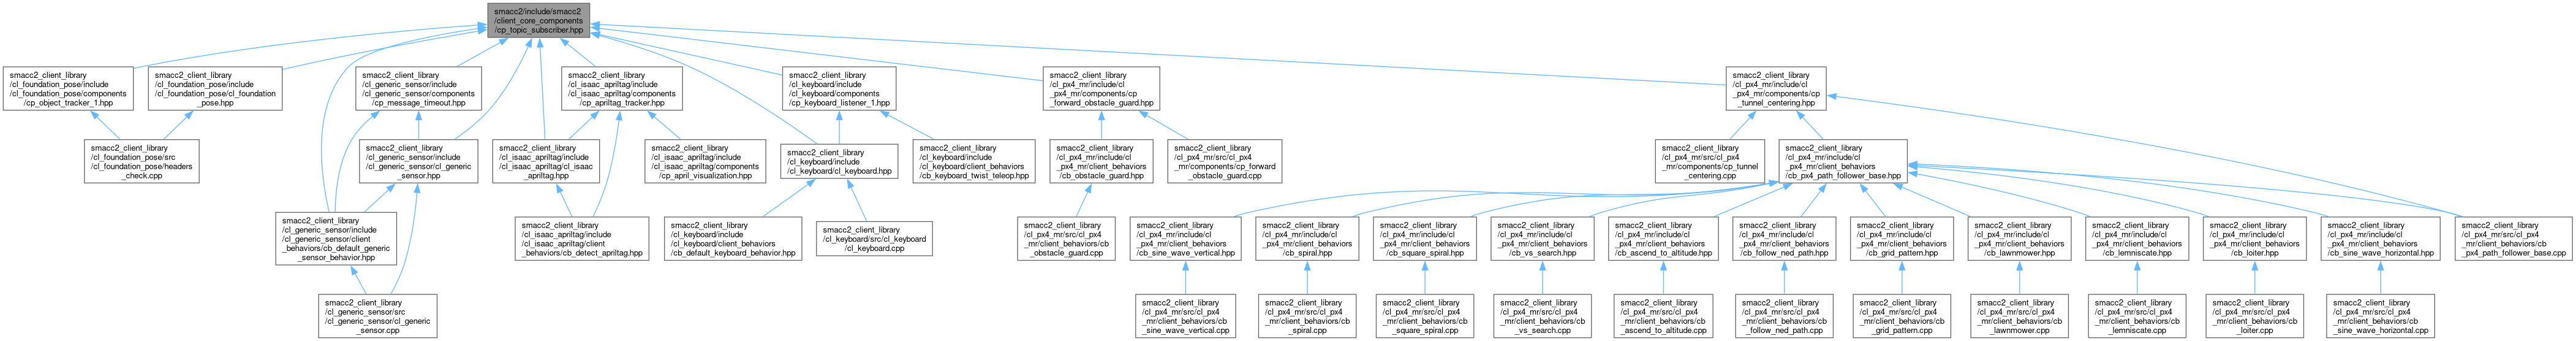 smacc2/include/smacc2
/client_core_components
/cp_topic_subscriber.hpp
smacc2_client_library
/cl_foundation_pose/include
/cl_foundation_pose/components
/cp_object_tracker_1.hpp
smacc2_client_library
/cl_foundation_pose/include
/cl_foundation_pose/cl_foundation
_pose.hpp
smacc2_client_library
/cl_generic_sensor/include
/cl_generic_sensor/components
/cp_message_timeout.hpp
smacc2_client_library
/cl_isaac_apriltag/include
/cl_isaac_apriltag/components
/cp_apriltag_tracker.hpp
smacc2_client_library
/cl_keyboard/include
/cl_keyboard/components
/cp_keyboard_listener_1.hpp
smacc2_client_library
/cl_px4_mr/include/cl
_px4_mr/components/cp
_forward_obstacle_guard.hpp
smacc2_client_library
/cl_px4_mr/include/cl
_px4_mr/components/cp
_tunnel_centering.hpp
smacc2_client_library
/cl_foundation_pose/src
/cl_foundation_pose/headers
_check.cpp
smacc2_client_library
/cl_generic_sensor/include
/cl_generic_sensor/cl_generic
_sensor.hpp
smacc2_client_library
/cl_isaac_apriltag/include
/cl_isaac_apriltag/cl_isaac
_apriltag.hpp
smacc2_client_library
/cl_isaac_apriltag/include
/cl_isaac_apriltag/components
/cp_april_visualization.hpp
smacc2_client_library
/cl_keyboard/include
/cl_keyboard/cl_keyboard.hpp
smacc2_client_library
/cl_keyboard/include
/cl_keyboard/client_behaviors
/cb_keyboard_twist_teleop.hpp
smacc2_client_library
/cl_px4_mr/include/cl
_px4_mr/client_behaviors
/cb_obstacle_guard.hpp
smacc2_client_library
/cl_px4_mr/src/cl_px4
_mr/components/cp_forward
_obstacle_guard.cpp
smacc2_client_library
/cl_px4_mr/src/cl_px4
_mr/components/cp_tunnel
_centering.cpp
smacc2_client_library
/cl_px4_mr/include/cl
_px4_mr/client_behaviors
/cb_px4_path_follower_base.hpp
smacc2_client_library
/cl_generic_sensor/include
/cl_generic_sensor/client
_behaviors/cb_default_generic
_sensor_behavior.hpp
smacc2_client_library
/cl_isaac_apriltag/include
/cl_isaac_apriltag/client
_behaviors/cb_detect_apriltag.hpp
smacc2_client_library
/cl_keyboard/include
/cl_keyboard/client_behaviors
/cb_default_keyboard_behavior.hpp
smacc2_client_library
/cl_keyboard/src/cl_keyboard
/cl_keyboard.cpp
smacc2_client_library
/cl_px4_mr/src/cl_px4
_mr/client_behaviors/cb
_obstacle_guard.cpp
smacc2_client_library
/cl_px4_mr/include/cl
_px4_mr/client_behaviors
/cb_sine_wave_vertical.hpp
smacc2_client_library
/cl_px4_mr/include/cl
_px4_mr/client_behaviors
/cb_spiral.hpp
smacc2_client_library
/cl_px4_mr/include/cl
_px4_mr/client_behaviors
/cb_square_spiral.hpp
smacc2_client_library
/cl_px4_mr/include/cl
_px4_mr/client_behaviors
/cb_vs_search.hpp
smacc2_client_library
/cl_px4_mr/include/cl
_px4_mr/client_behaviors
/cb_ascend_to_altitude.hpp
smacc2_client_library
/cl_px4_mr/include/cl
_px4_mr/client_behaviors
/cb_follow_ned_path.hpp
smacc2_client_library
/cl_px4_mr/include/cl
_px4_mr/client_behaviors
/cb_grid_pattern.hpp
smacc2_client_library
/cl_px4_mr/include/cl
_px4_mr/client_behaviors
/cb_lawnmower.hpp
smacc2_client_library
/cl_px4_mr/include/cl
_px4_mr/client_behaviors
/cb_lemniscate.hpp
smacc2_client_library
/cl_px4_mr/include/cl
_px4_mr/client_behaviors
/cb_loiter.hpp
smacc2_client_library
/cl_px4_mr/include/cl
_px4_mr/client_behaviors
/cb_sine_wave_horizontal.hpp
smacc2_client_library
/cl_px4_mr/src/cl_px4
_mr/client_behaviors/cb
_px4_path_follower_base.cpp
smacc2_client_library
/cl_generic_sensor/src
/cl_generic_sensor/cl_generic
_sensor.cpp
smacc2_client_library
/cl_px4_mr/src/cl_px4
_mr/client_behaviors/cb
_sine_wave_vertical.cpp
smacc2_client_library
/cl_px4_mr/src/cl_px4
_mr/client_behaviors/cb
_spiral.cpp
smacc2_client_library
/cl_px4_mr/src/cl_px4
_mr/client_behaviors/cb
_square_spiral.cpp
smacc2_client_library
/cl_px4_mr/src/cl_px4
_mr/client_behaviors/cb
_vs_search.cpp
smacc2_client_library
/cl_px4_mr/src/cl_px4
_mr/client_behaviors/cb
_ascend_to_altitude.cpp
smacc2_client_library
/cl_px4_mr/src/cl_px4
_mr/client_behaviors/cb
_follow_ned_path.cpp
smacc2_client_library
/cl_px4_mr/src/cl_px4
_mr/client_behaviors/cb
_grid_pattern.cpp
smacc2_client_library
/cl_px4_mr/src/cl_px4
_mr/client_behaviors/cb
_lawnmower.cpp
smacc2_client_library
/cl_px4_mr/src/cl_px4
_mr/client_behaviors/cb
_lemniscate.cpp
smacc2_client_library
/cl_px4_mr/src/cl_px4
_mr/client_behaviors/cb
_loiter.cpp
smacc2_client_library
/cl_px4_mr/src/cl_px4
_mr/client_behaviors/cb
_sine_wave_horizontal.cpp